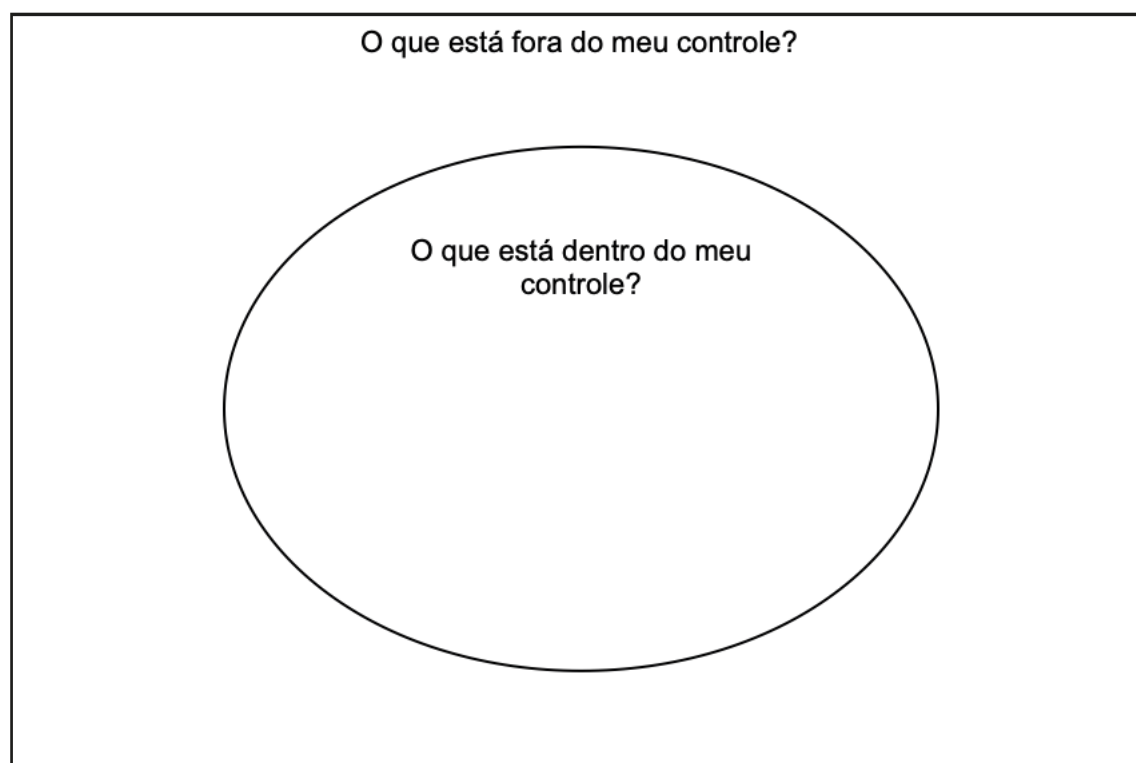 O que está fora do meu controle?
O que está dentro do meu
controle?